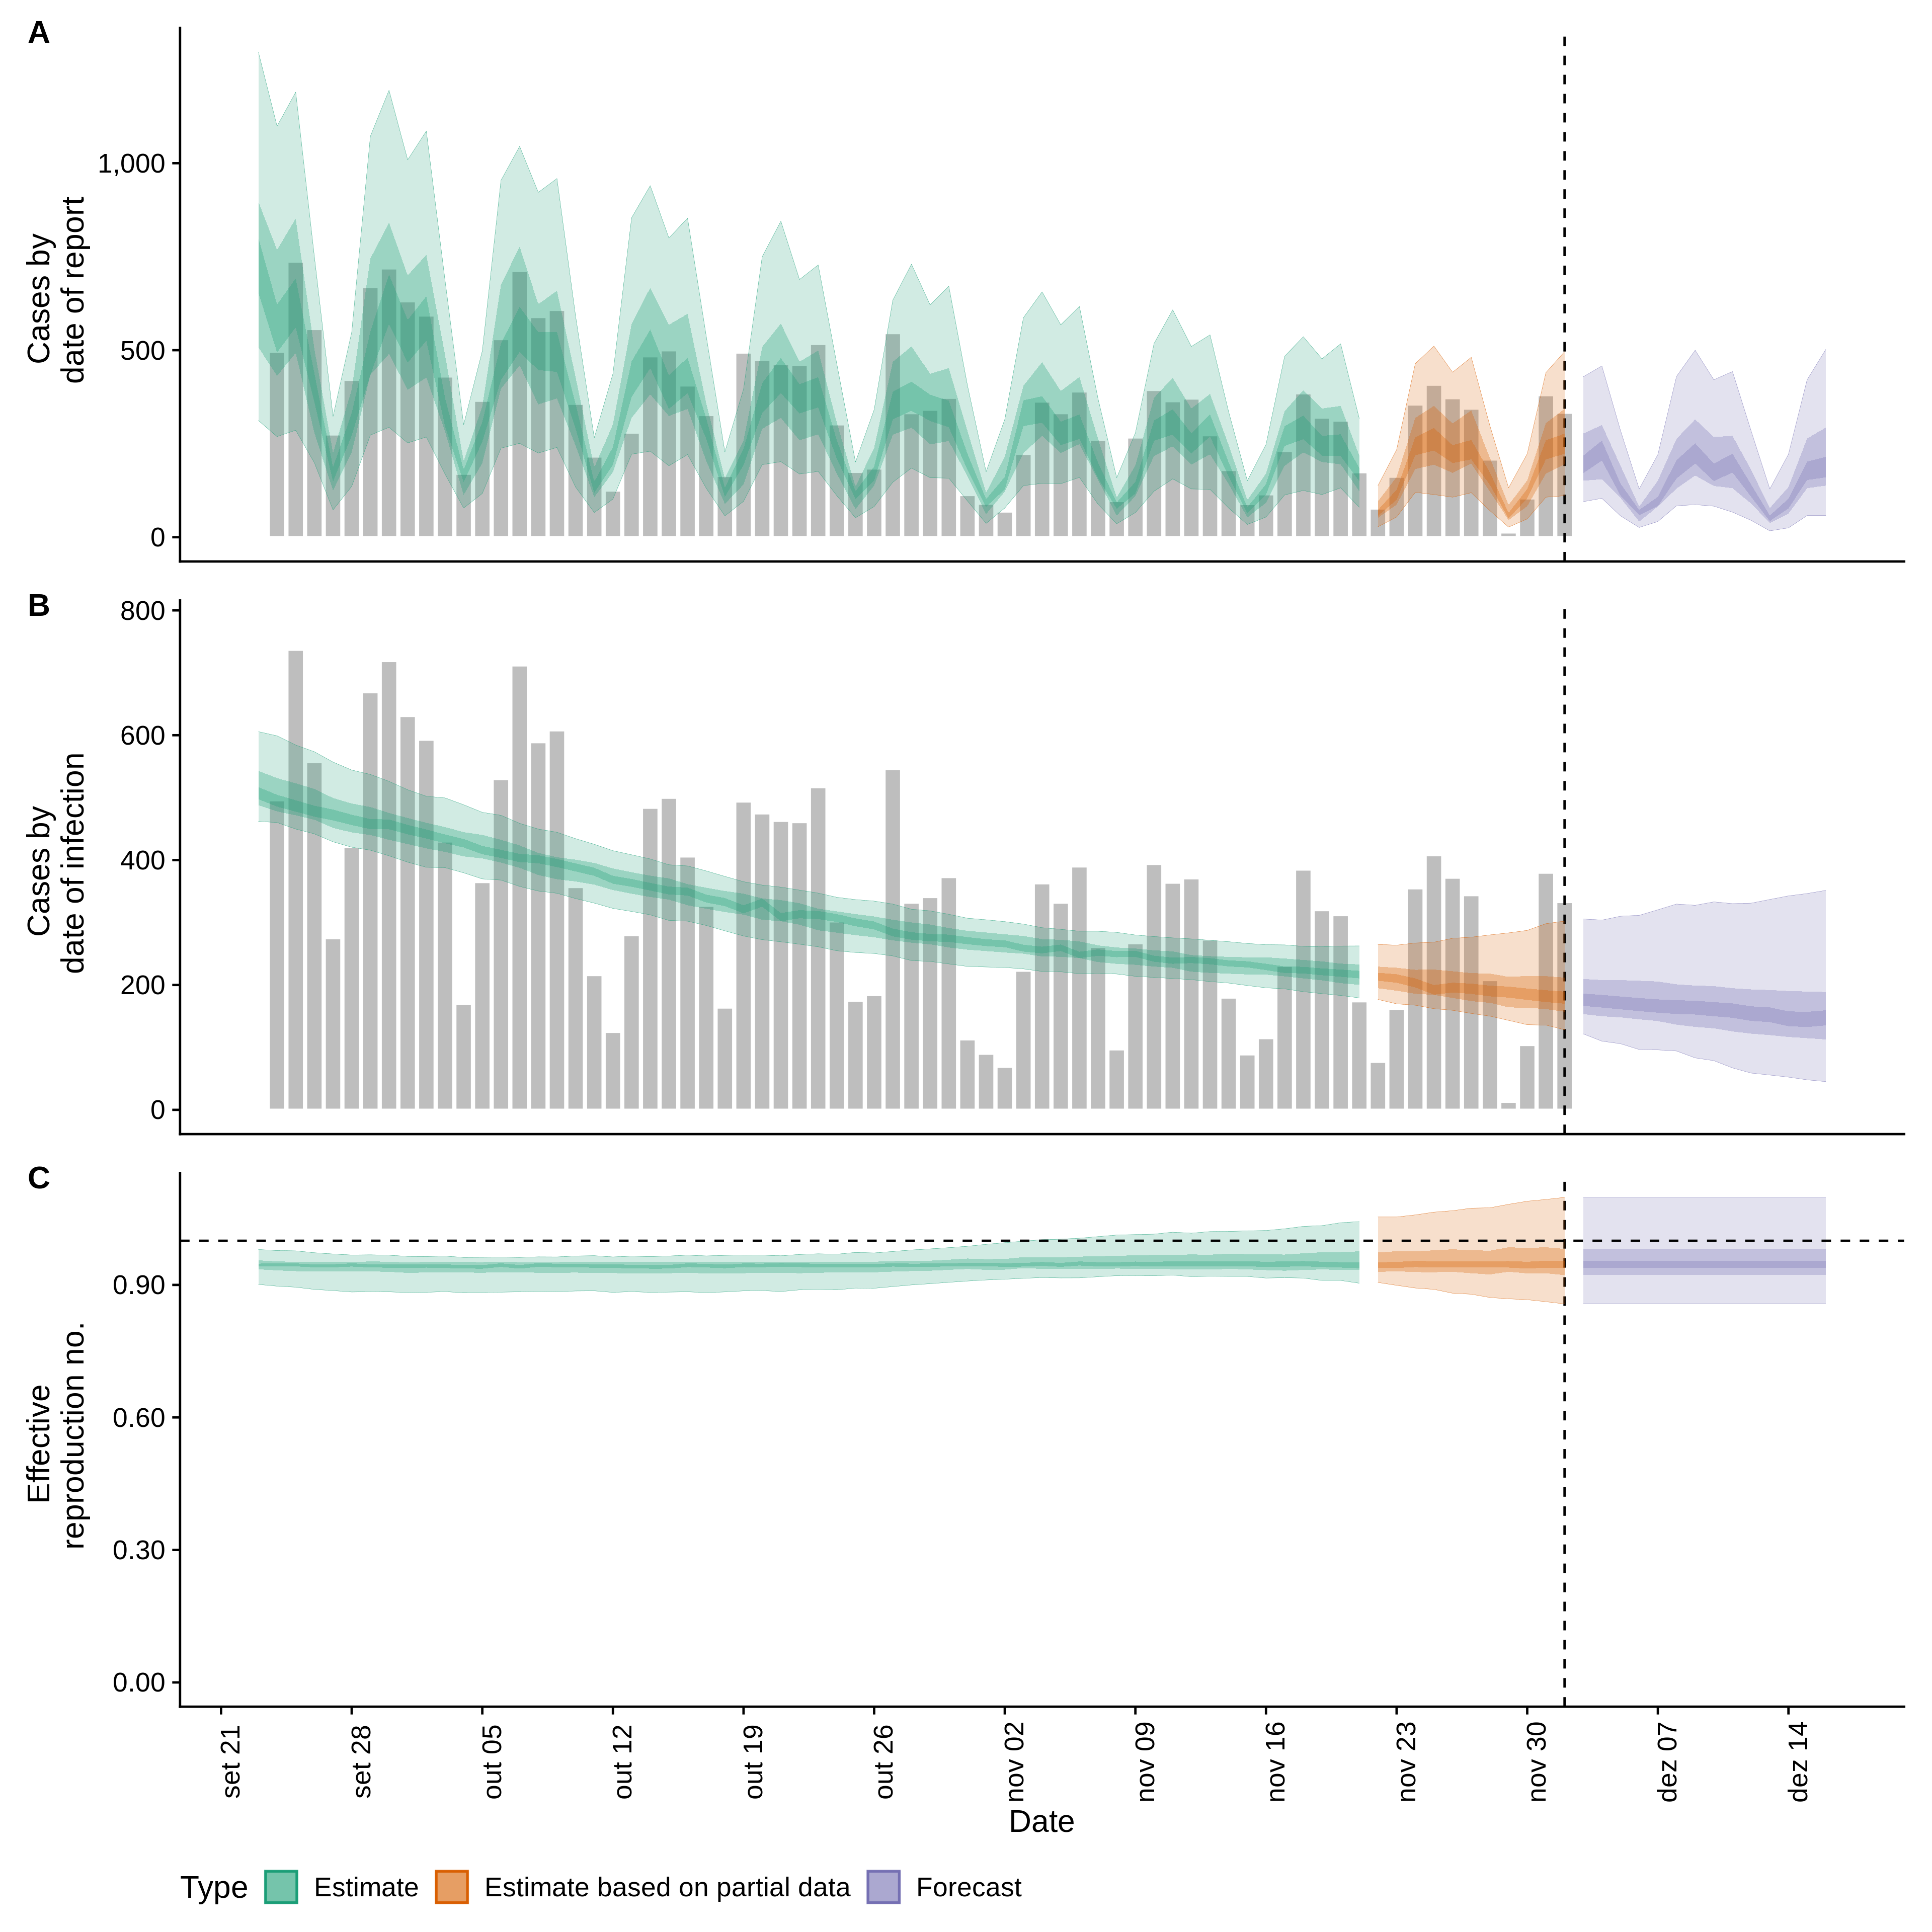 A
Cases by
date of report
1,000
500
0
B
Cases by
date of infection
800
600
400
200
0
C
Effective
reproduction no.
0.90
0.60
0.30
0.00
set 21
set 28
out 05
out 12
out 19
out 26
nov 02
nov 09
nov 16
nov 23
nov 30
dez 07
dez 14
Date
Type Estimate Estimate based on partial data Forecast